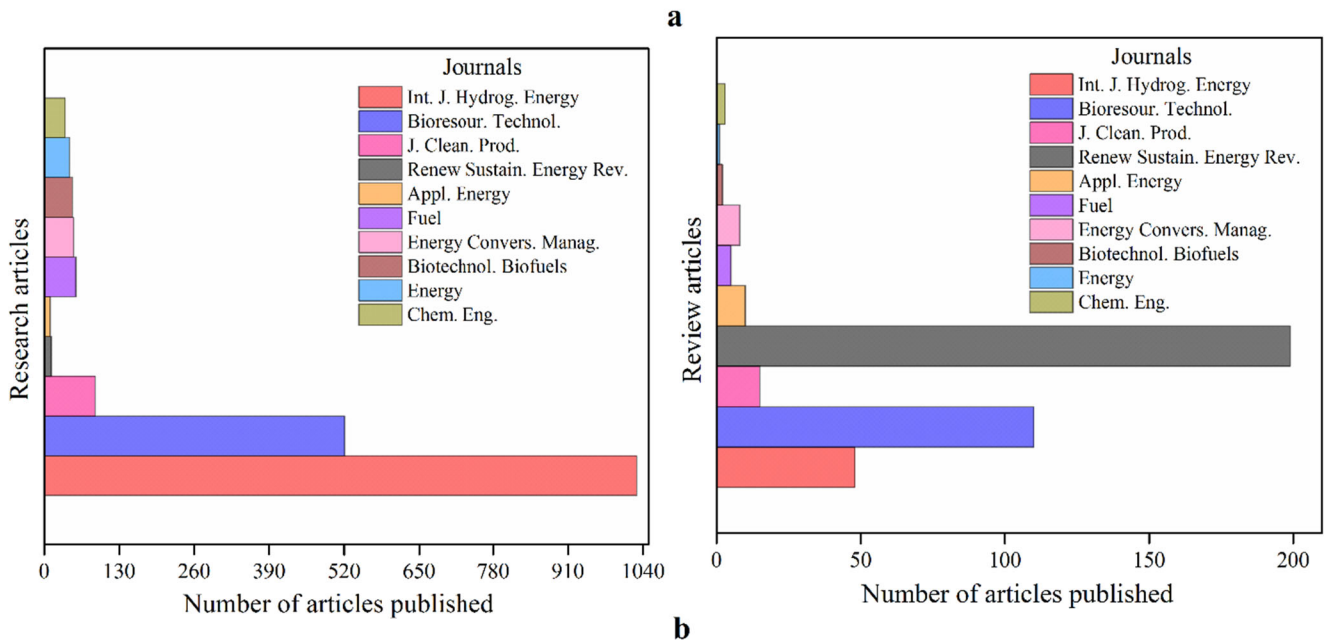 a
Research articles
Journals
Int. J. Hydrog. Energy
Bioresour. Technol.
J. Clean. Prod.
Renew Sustain. Energy Rev.
Appl. Energy
Fuel
Energy Convers. Manag.
Biotechnol. Biofuels
Energy
Chem. Eng.
0 130 260 390 520 650 780 910 1040
Number of articles published
Review articles
Journals
Int. J. Hydrog. Energy
Bioresour. Technol.
J. Clean. Prod.
Renew Sustain. Energy Rev.
Appl. Energy
Fuel
Energy Convers. Manag.
Biotechnol. Biofuels
Energy
Chem. Eng.
0 50 100 150 200
Number of articles published
b